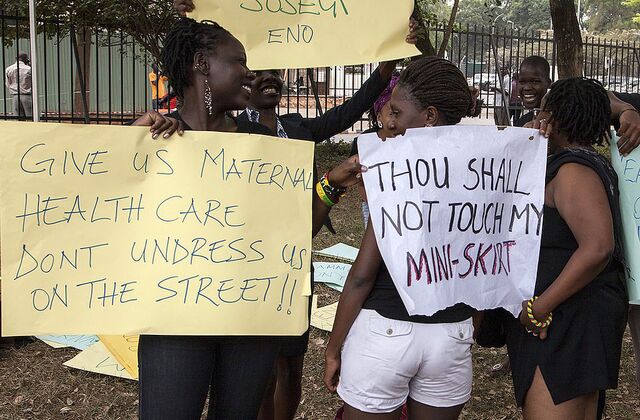 JOSEY!
ENO
GIVE US MATERNAL
HEALTH CARE
DONT UNDRESS US
ON THE STREET!!
THOU SHALL
NOT TOUCH MY
MINI-SKIRT